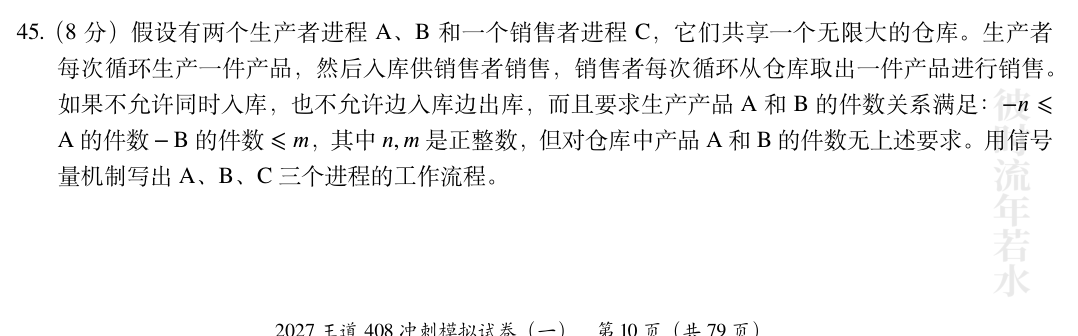 45.（8 分）假设有两个生产者进程 A、B 和一个销售者进程 C，它们共享一个无限大的仓库。生产者
每次循环生产一件产品，然后入库供销售者销售，销售者每次循环从仓库取出一件产品进行销售。
如果不允许同时入库，也不允许边入库边出库，而且要求生产产品 A 和 B 的件数关系满足：−n ⩽
A 的件数 − B 的件数 ⩽ m，其中 n, m 是正整数，但对仓库中产品 A 和 B 的件数无上述要求。用信号
量机制写出 A、B、C 三个进程的工作流程。
流年若水
2027 王道 408 冲刺模拟试卷（一） 第 10 页（共 79 页）